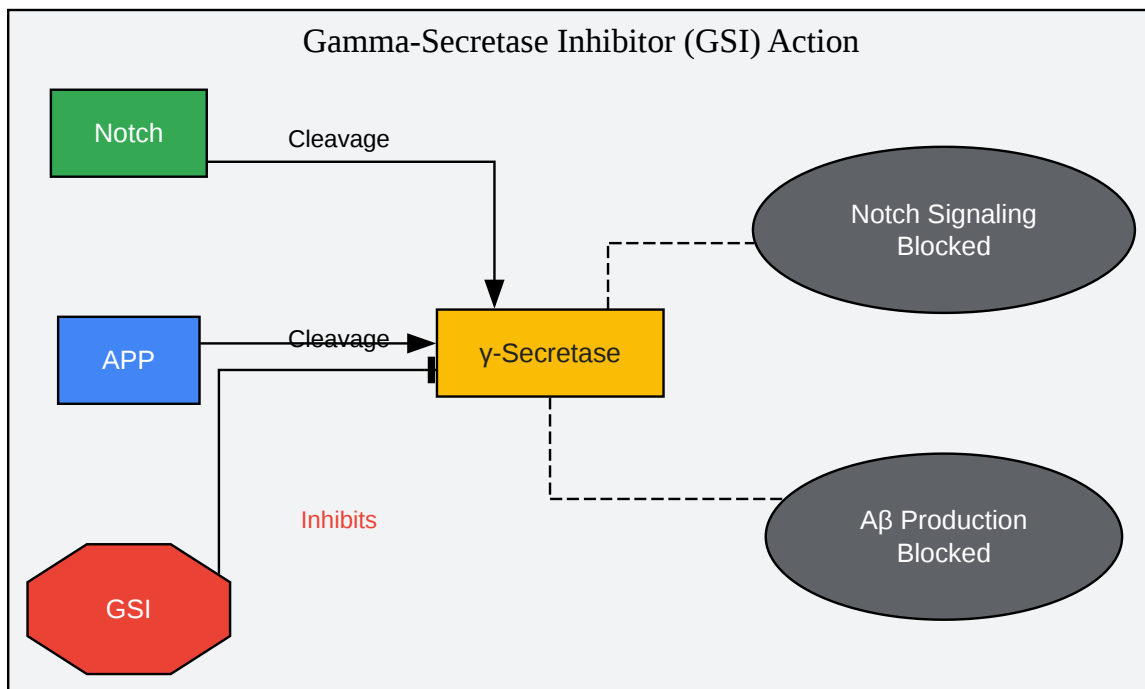 Gamma-Secretase Inhibitor (GSI) Action
Notch
Cleavage
Notch Signaling
Blocked
APP
Cleavage
γ-Secretase
Inhibits
Aβ Production
Blocked
GSI